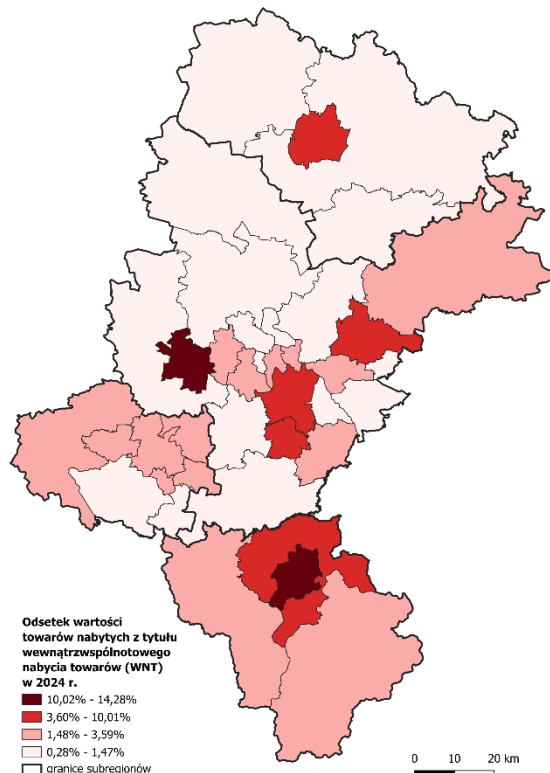 Odsetek wartości
towarów nabytych z tytułu
wewnątrzwspólnotowego
nabycia towarów (WNT)
w 2024 r.
10,02% - 14,28%
3,60% - 10,01%
1,48% - 3,59%
0,28% - 1,47%
granice subregionów
0 10 20 km